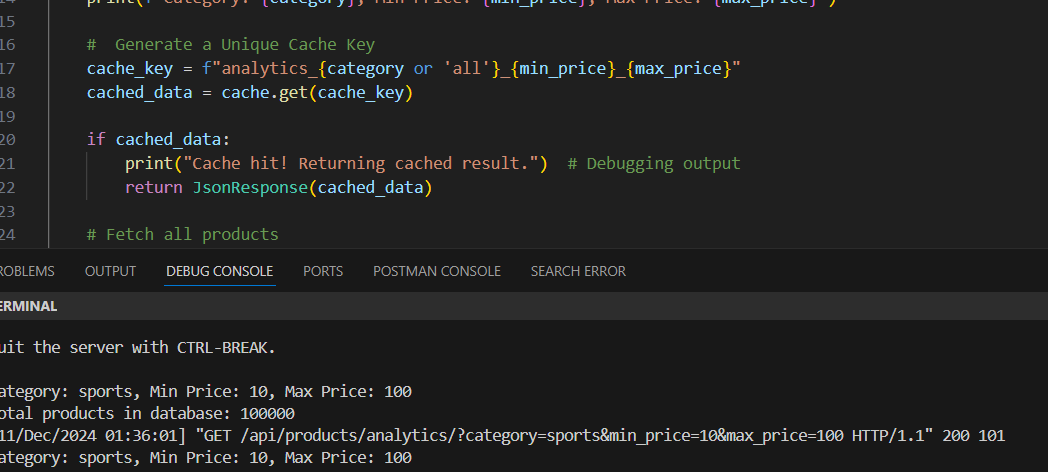 print(f"Category: {category}, Min Price: {min_price}, Max Price: {max_price}")
15
16 #  Generate a Unique Cache Key
17 cache_key = f"analytics_{category or 'all'}_{min_price}_{max_price}"
18 cached_data = cache.get(cache_key)
19
20 if cached_data:
21 print("Cache hit! Returning cached result.")  # Debugging output
22 return JsonResponse(cached_data)
23
24 # Fetch all products
ROBLEMS OUTPUT DEBUG CONSOLE PORTS POSTMAN CONSOLE SEARCH ERROR
ERMINAL
uit the server with CTRL-BREAK.
ategory: sports, Min Price: 10, Max Price: 100
otal products in database: 100000
11/Dec/2024 01:36:01] "GET /api/products/analytics/?category=sports&min_price=10&max_price=100 HTTP/1.1" 200 101
ategory: sports, Min Price: 10, Max Price: 100